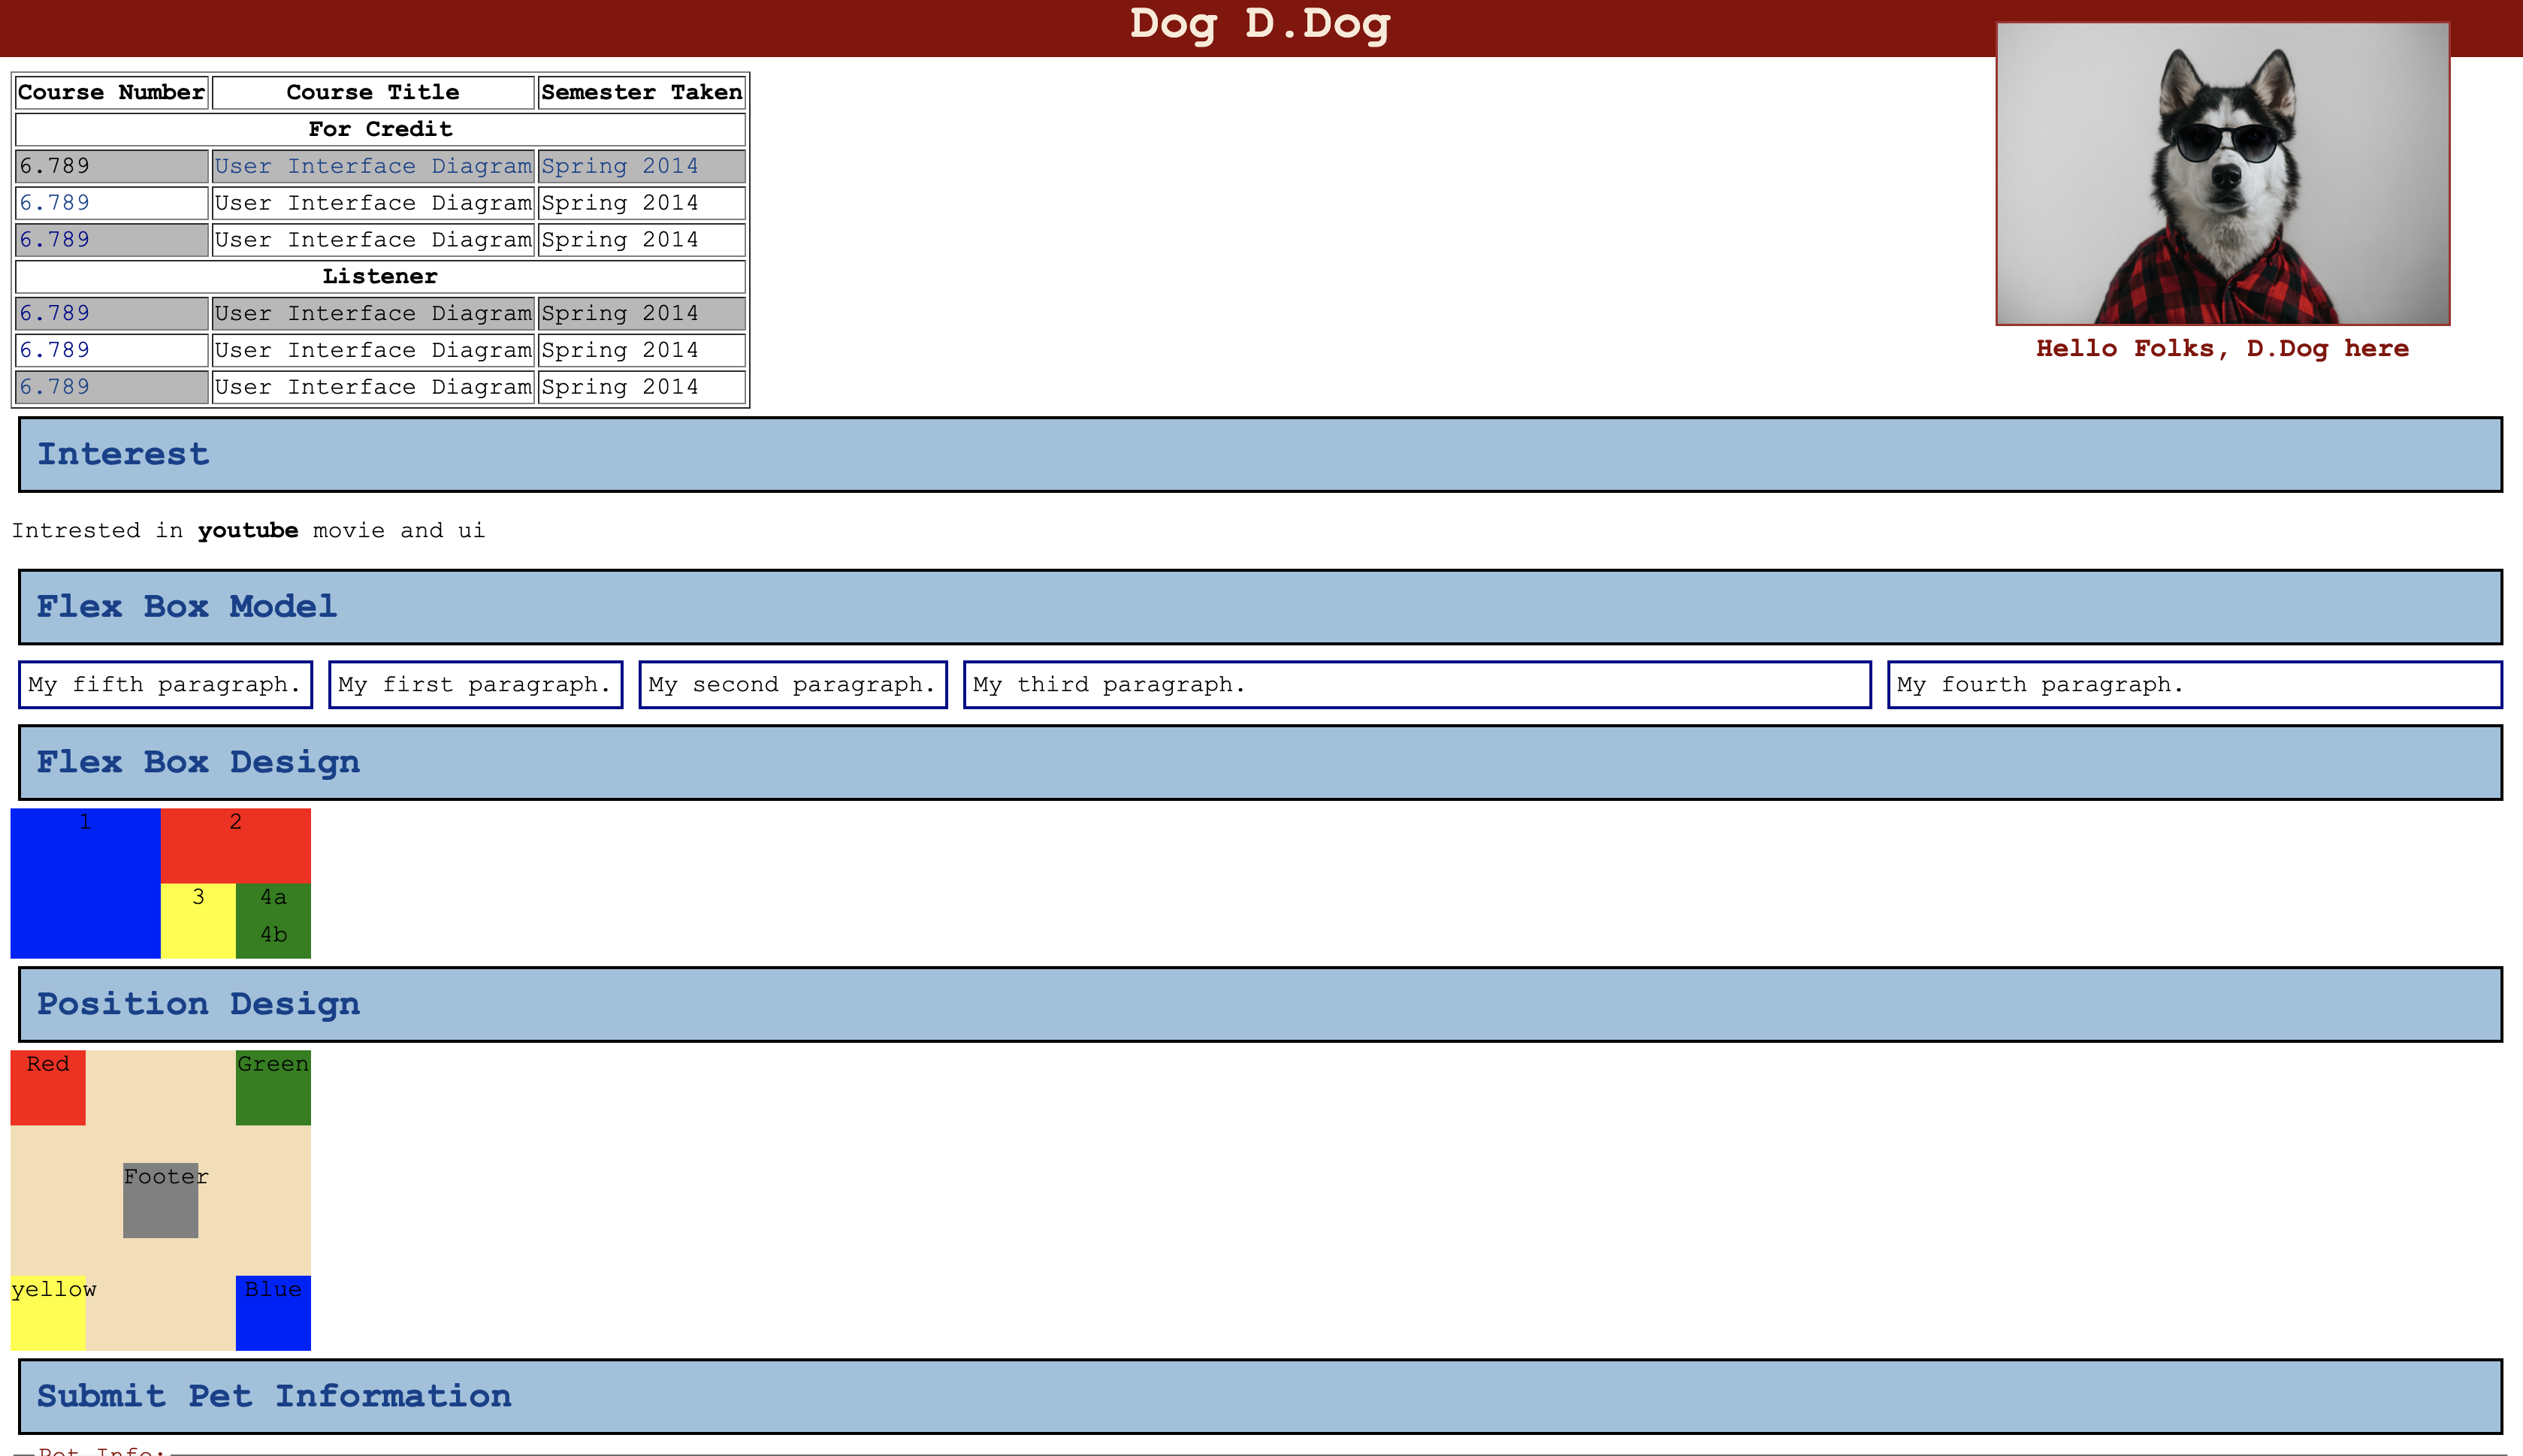 Dog D.Dog
Course Number Course Title Semester Taken
For Credit
6.789 User Interface Diagram Spring 2014
6.789 User Interface Diagram Spring 2014
6.789 User Interface Diagram Spring 2014
Listener
6.789 User Interface Diagram Spring 2014
6.789 User Interface Diagram Spring 2014
6.789 User Interface Diagram Spring 2014
Hello Folks, D.Dog here
Interest
Intrested in youtube movie and ui
Flex Box Model
My fifth paragraph. My first paragraph. My second paragraph. My third paragraph. My fourth paragraph.
Flex Box Design
1 2
3 4a
4b
Position Design
Red Green
Footer
yellow Blue
Submit Pet Information
Pet Info: